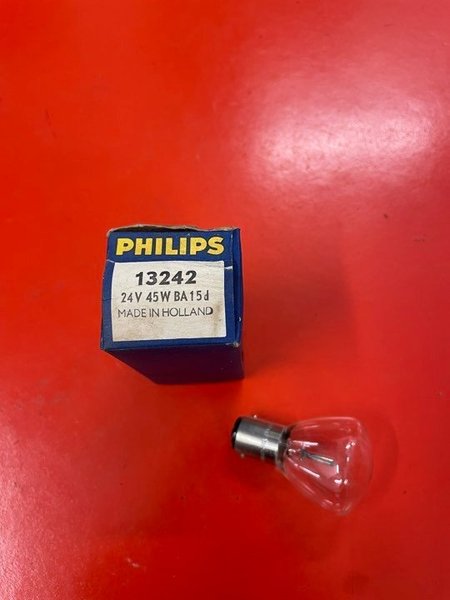 PHILIPS
13242
24V 45W BA15d
MADE IN HOLLAND